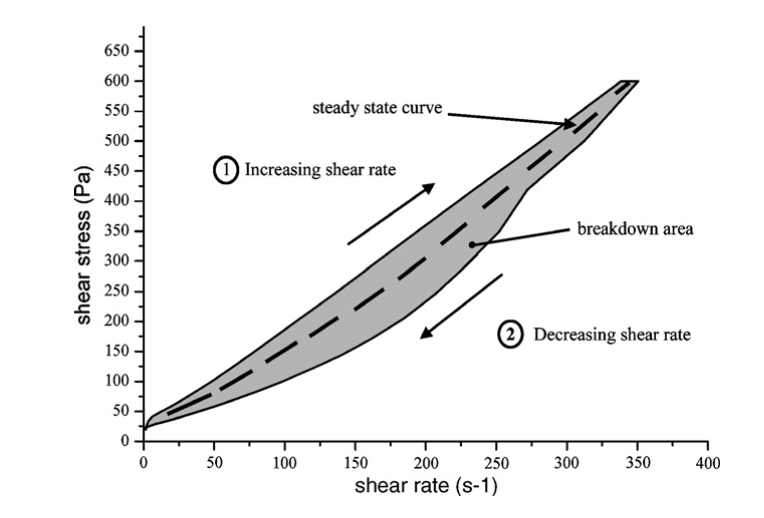 650
600
steady state curve
550
500
1 Increasing shear rate
450
400
350
breakdown area
300
250
2 Decreasing shear rate
200
150
100
50
0
shear stress (Pa)
0 50 100 150 200 250 300 350 400
shear rate (s-1)